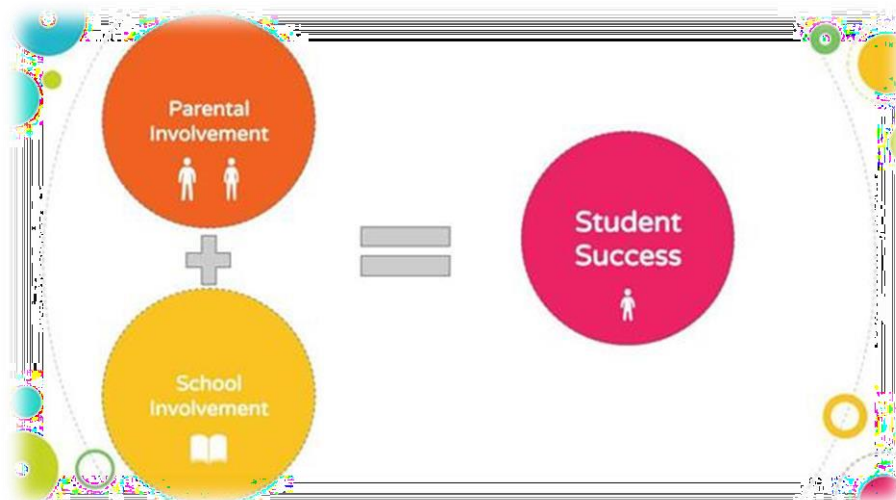 Parental
Involvement
School
Involvement
Student
Success